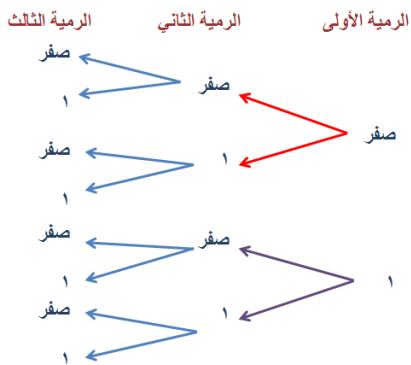 الرمية الأولى الرمية الثاني الرمية الثالث
صفر
صفر
١
صفر
صفر
١
١
صفر
صفر
١
١
صفر
١
١